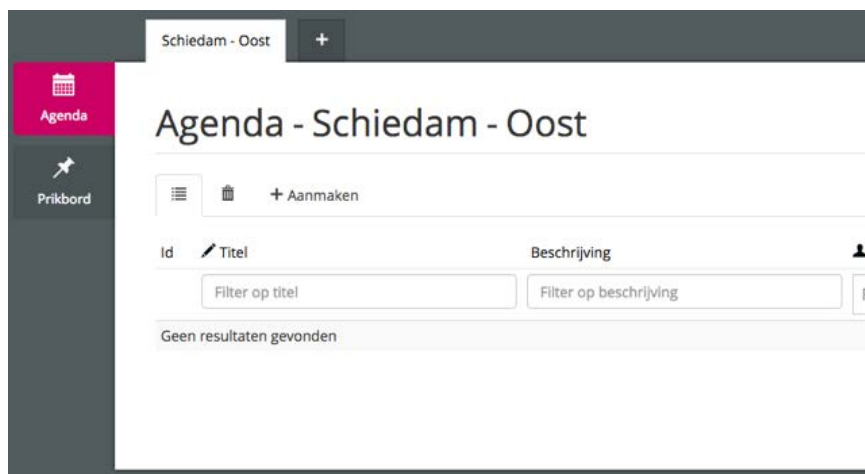 Schiedam - Oost +
Agenda
Agenda - Schiedam - Oost
Prikbord
+ Aanmaken
Id Titel Beschrijving
Filter op titel Filter op beschrijving
Geen resultaten gevonden